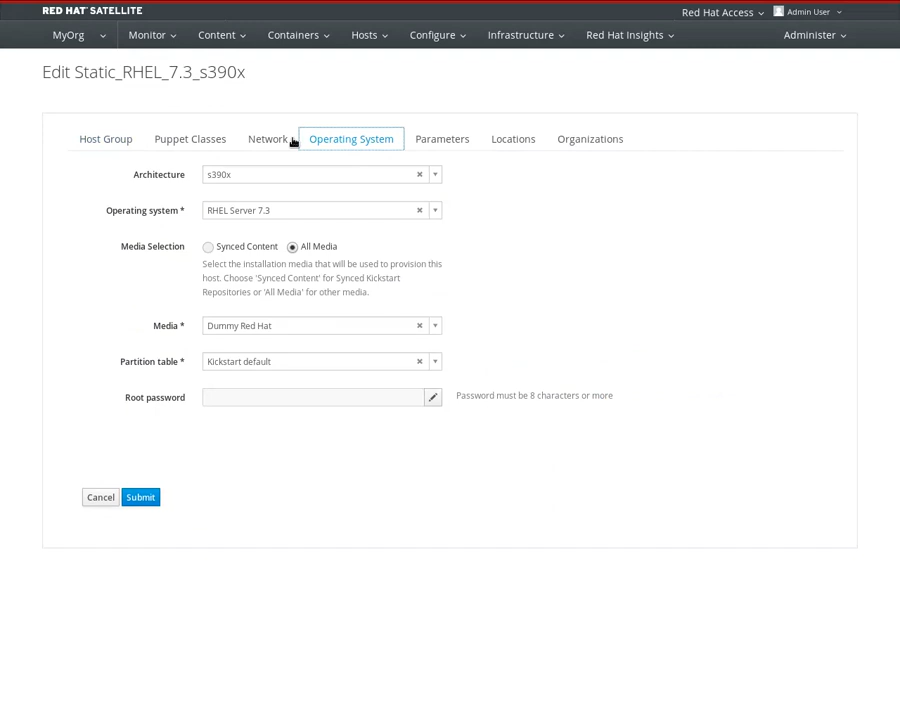 RED HAT SATELLITE
Red Hat Access Admin User
MyOrg Monitor Content Containers Hosts Configure Infrastructure Red Hat Insights Administer
Edit Static_RHEL_7.3_s390x
Host Group Puppet Classes Network Operating System Parameters Locations Organizations
Architecture s390x
Operating system * RHEL Server 7.3
Media Selection Synced Content All Media
Select the installation media that will be used to provision this
host. Choose 'Synced Content' for Synced Kickstart
Repositories or 'All Media' for other media.
Media * Dummy Red Hat
Partition table * Kickstart default
Root password Password must be 8 characters or more
Cancel Submit